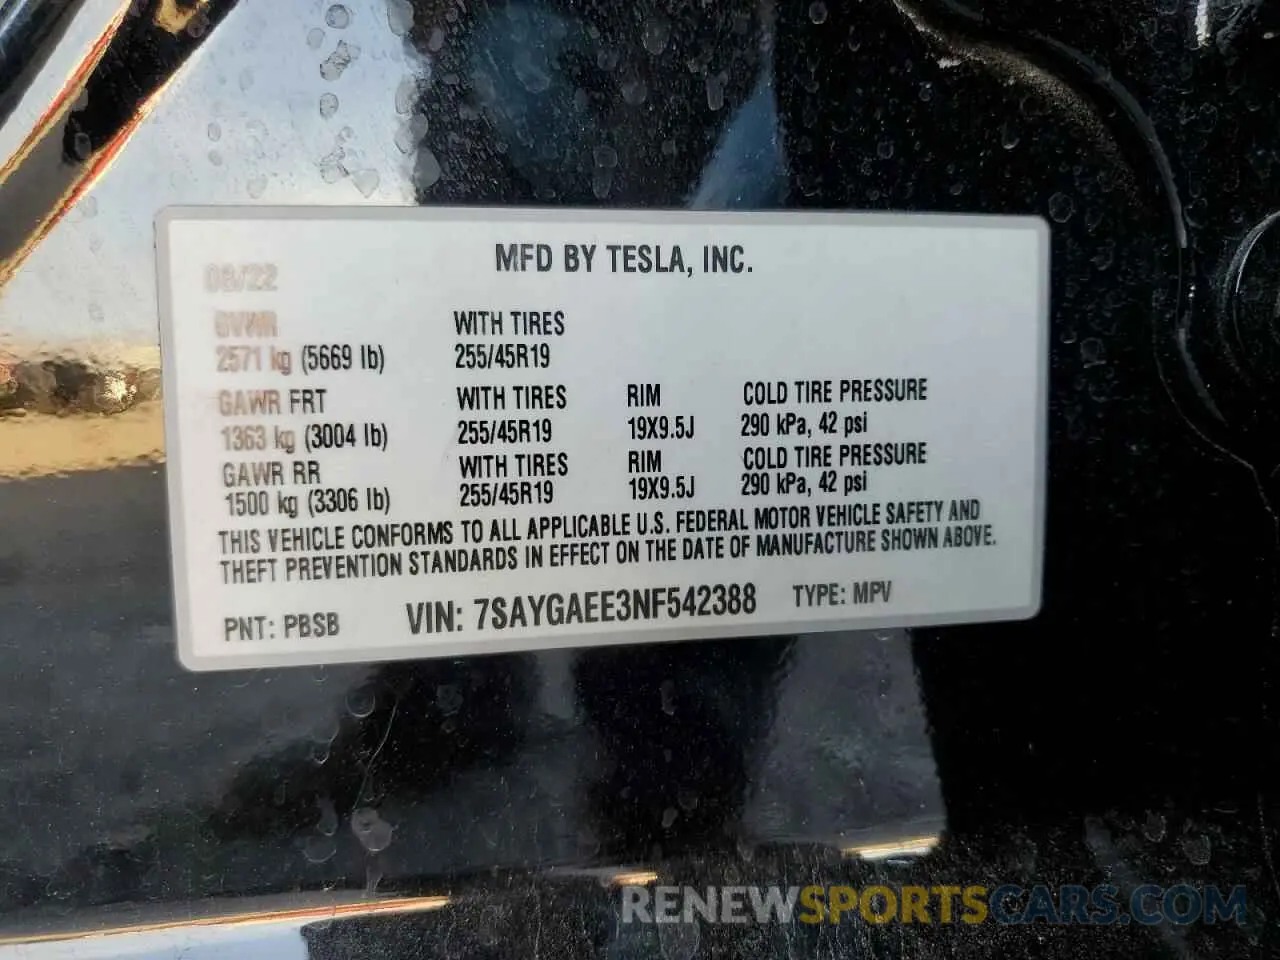 MFD BY TESLA, INC.
08/22
GVWR WITH TIRES
2571 kg (5669 lb) 255/45R19
GAWR FRT WITH TIRES RIM COLD TIRE PRESSURE
1363 kg (3004 lb) 255/45R19 19X9.5J 290 kPa, 42 psi
GAWR RR WITH TIRES RIM COLD TIRE PRESSURE
1500 kg (3306 lb) 255/45R19 19X9.5J 290 kPa, 42 psi
THIS VEHICLE CONFORMS TO ALL APPLICABLE U.S. FEDERAL MOTOR VEHICLE SAFETY AND
THEFT PREVENTION STANDARDS IN EFFECT ON THE DATE OF MANUFACTURE SHOWN ABOVE.
PNT: PBSB VIN: 7SAYGAEE3NF542388 TYPE: MPV
RENEWSPORTSCARS.COM